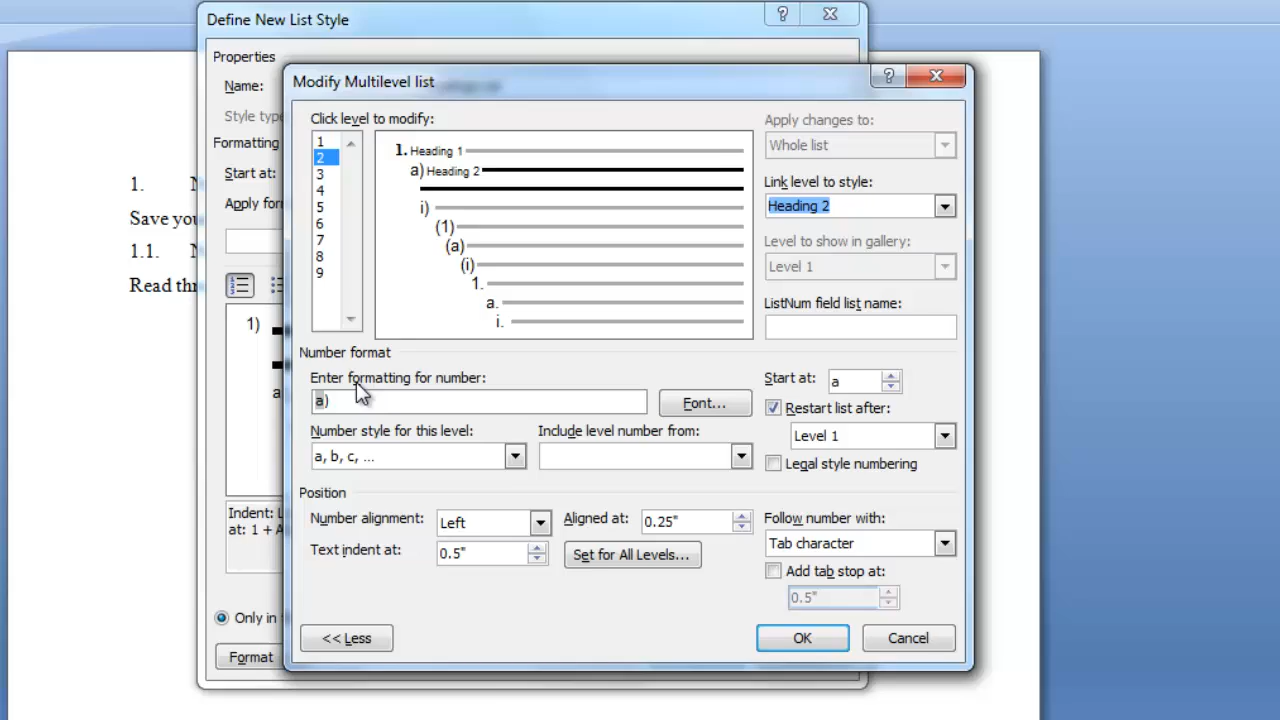 Define New List Style
Properties
Name:
Style type
Formatting
Start at:
Apply for
1)
a
Indent: L
at: 1 + A
Only in
Format
1.
Save you
1.1.
Read thr
Modify Multilevel list
Click level to modify:
1
2
3
4
5
6
7
8
9
1. Heading 1
a) Heading 2
i)
(1)
(a)
(i)
1.
a.
i.
Apply changes to:
Whole list
Link level to style:
Heading 2
Level to show in gallery:
Level 1
ListNum field list name:
Number format
Enter formatting for number:
a)
Font...
Number style for this level:
a, b, c, ...
Include level number from:
Start at: a
Restart list after:
Level 1
Legal style numbering
Position
Number alignment: Left
Aligned at: 0.25"
Text indent at: 0.5"
Set for All Levels...
Follow number with:
Tab character
Add tab stop at:
0.5"
<< Less
OK
Cancel